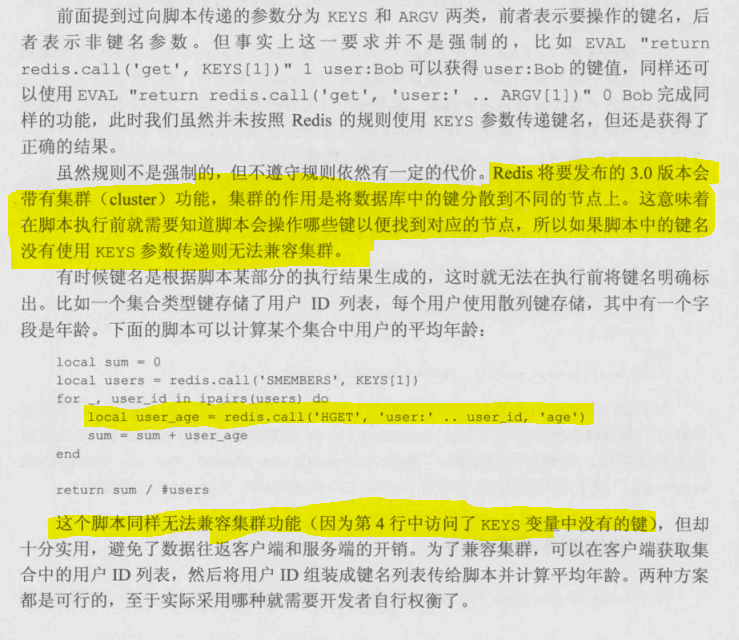 前面提到过向脚本传递的参数分为 KEYS 和 ARGV 两类，前者表示要操作的键名，后
者表示非键名参数。但事实上这一要求并不是强制的，比如 EVAL "return
redis.call('get', KEYS[1])" 1 user:Bob 可以获得 user:Bob 的键值，同样还可
以使用 EVAL "return redis.call('get', 'user:' .. ARGV[1])" 0 Bob 完成同
样的功能，此时我们虽然并未按照 Redis 的规则使用 KEYS 参数传递键名，但还是获得了
正确的结果。
虽然规则不是强制的，但不遵守规则依然有一定的代价。Redis 将要发布的 3.0 版本会
带有集群（cluster）功能，集群的作用是将数据库中的键分散到不同的节点上。这意味着
在脚本执行前就需要知道脚本会操作哪些键以便找到对应的节点，所以如果脚本中的键名
没有使用 KEYS 参数传递则无法兼容集群。
有时候键名是根据脚本某部分的执行结果生成的，这时就无法在执行前将键名明确标
出。比如一个集合类型键存储了用户 ID 列表，每个用户使用散列键存储，其中有一个字
段是年龄。下面的脚本可以计算某个集合中用户的平均年龄：
local sum = 0
local users = redis.call('SMEMBERS', KEYS[1])
for _, user_id in ipairs(users) do
local user_age = redis.call('HGET', 'user:' .. user_id, 'age')
sum = sum + user_age
end
return sum / #users
这个脚本同样无法兼容集群功能（因为第 4 行中访问了 KEYS 变量中没有的键），但却
十分实用，避免了数据往返客户端和服务端的开销。为了兼容集群，可以在客户端获取集
合中的用户 ID 列表，然后将用户 ID 组装成键名列表传给脚本并计算平均年龄。两种方案
都是可行的，至于实际采用哪种就需要开发者自行权衡了。